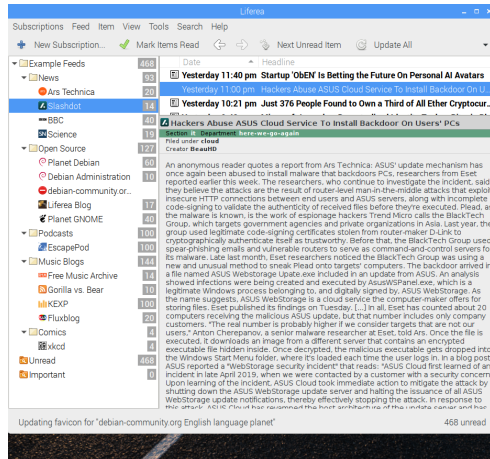 Liferea
Subscriptions Feed Item View Tools Search Help
New Subscription... Mark Items Read Next Unread Item Update All
Example Feeds 468
News 93
Ars Technica 20
Slashdot 14
BBC 40
Science 19
Open Source 127
Planet Debian 60
Debian Administration 10
debian-community.or...
Liferea Blog 17
Planet GNOME 40
Podcasts 100
EscapePod 100
Music Blogs 144
Free Music Archive 14
Gorilla vs. Bear 10
KEXP 100
Fluxblog 20
Comics 4
xkcd 4
Unread 468
Important 0
Date Headline
Yesterday 11:40 pm Startup 'ObEN' Is Betting the Future On Personal AI Avatars
Yesterday 11:00 pm Hackers Abuse ASUS Cloud Service To Install Backdoor On U...
Yesterday 10:21 pm Just 376 People Found to Own a Third of All Ether Cryptocur...
Hackers Abuse ASUS Cloud Service To Install Backdoor On Users' PCs
Section it Department here-we-go-again
Filed under cloud
Creator BeauHD
An anonymous reader quotes a report from Ars Technica: ASUS' update mechanism has
once again been abused to install malware that backdoors PCs, researchers from Eset
reported earlier this week. The researchers, who continue to investigate the incident, said
they believe the attacks are the result of router-level man-in-the-middle attacks that exploit
insecure HTTP connections between end users and ASUS servers, along with incomplete
code-signing to validate the authenticity of received files before they're executed. Plead, as
the malware is known, is the work of espionage hackers Trend Micro calls the BlackTech
Group, which targets government agencies and private organizations in Asia. Last year, the
group used legitimate code-signing certificates stolen from router-maker D-Link to
cryptographically authenticate itself as trustworthy. Before that, the BlackTech Group used
spear-phishing emails and vulnerable routers to serve as command-and-control servers for
its malware. Late last month, Eset researchers noticed the BlackTech Group was using a
new and unusual method to sneak Plead onto targets' computers. The backdoor arrived in
a file named ASUS Webstorage Upate.exe included in an update from ASUS. An analysis
showed infections were being created and executed by AsusWSPanel.exe, which is a
legitimate Windows process belonging to, and digitally signed by, ASUS WebStorage. As
the name suggests, ASUS WebStorage is a cloud service the computer-maker offers for
storing files. Eset published its findings on Tuesday. [...] In all, Eset has counted about 20
computers receiving the malicious ASUS update, but that number includes only company
customers. "The real number is probably higher if we consider targets that are not our
users," Anton Cherepanov, a senior malware researcher at Eset, told Ars. Once the file is
executed, it downloads an image from a different server that contains an encrypted
executable file hidden inside. Once decrypted, the malicious executable gets dropped into
the Windows Start Menu folder, where it's loaded each time the user logs in. In a blog post,
ASUS reported a "WebStorage security incident" that reads: "ASUS Cloud first learned of an
incident in late April 2019, when we were contacted by a customer with a security concern.
Upon learning of the incident, ASUS Cloud took immediate action to mitigate the attack by
shutting down the ASUS WebStorage update server and halting the issuance of all ASUS
WebStorage update notifications, thereby effectively stopping the attack. In response to
this attack, ASUS Cloud has revamped the host architecture of the update server and has
Updating favicon for "debian-community.org English language planet" 468 unread